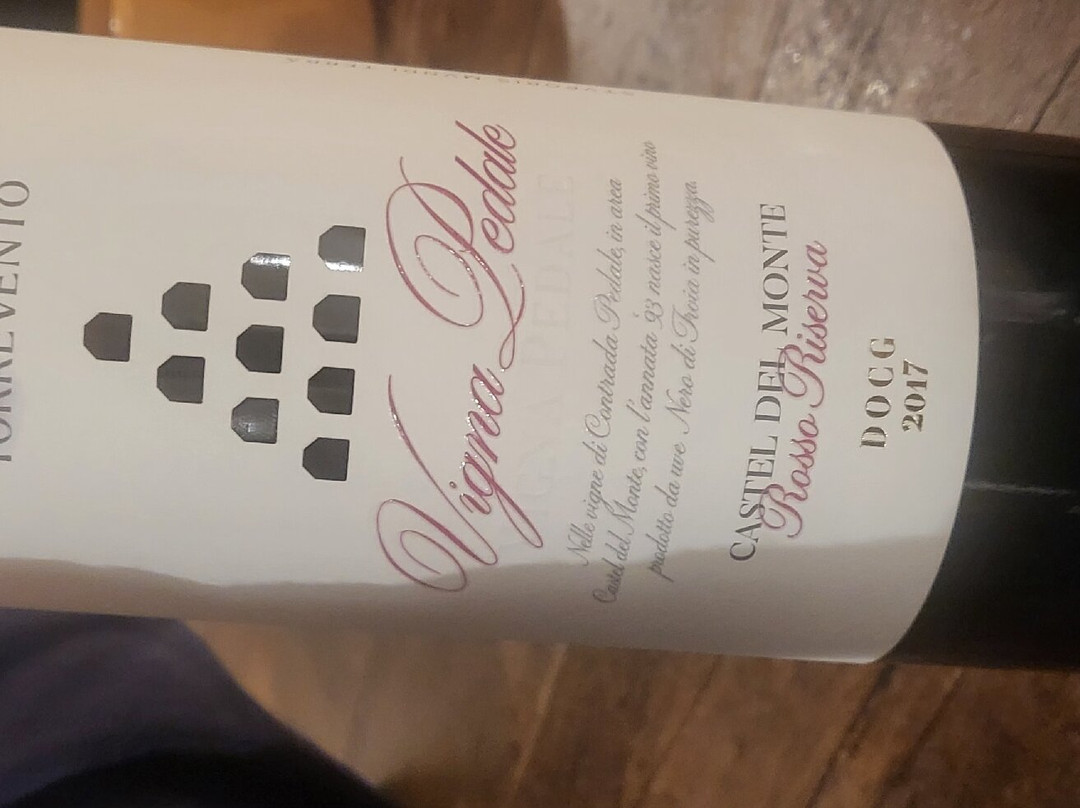 TORREVENTO
Vigna Pedale
Nelle vigne di Contrada Pedale, in area
Castel del Monte, con l'annata '93 nasce il primo vino
prodotto da uve Nero di Troia in purezza.
CASTEL DEL MONTE
Rosso Riserva
DOCG
2017